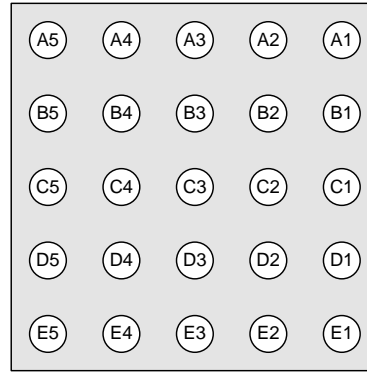 A5 A4 A3 A2 A1
B5 B4 B3 B2 B1
C5 C4 C3 C2 C1
D5 D4 D3 D2 D1
E5 E4 E3 E2 E1